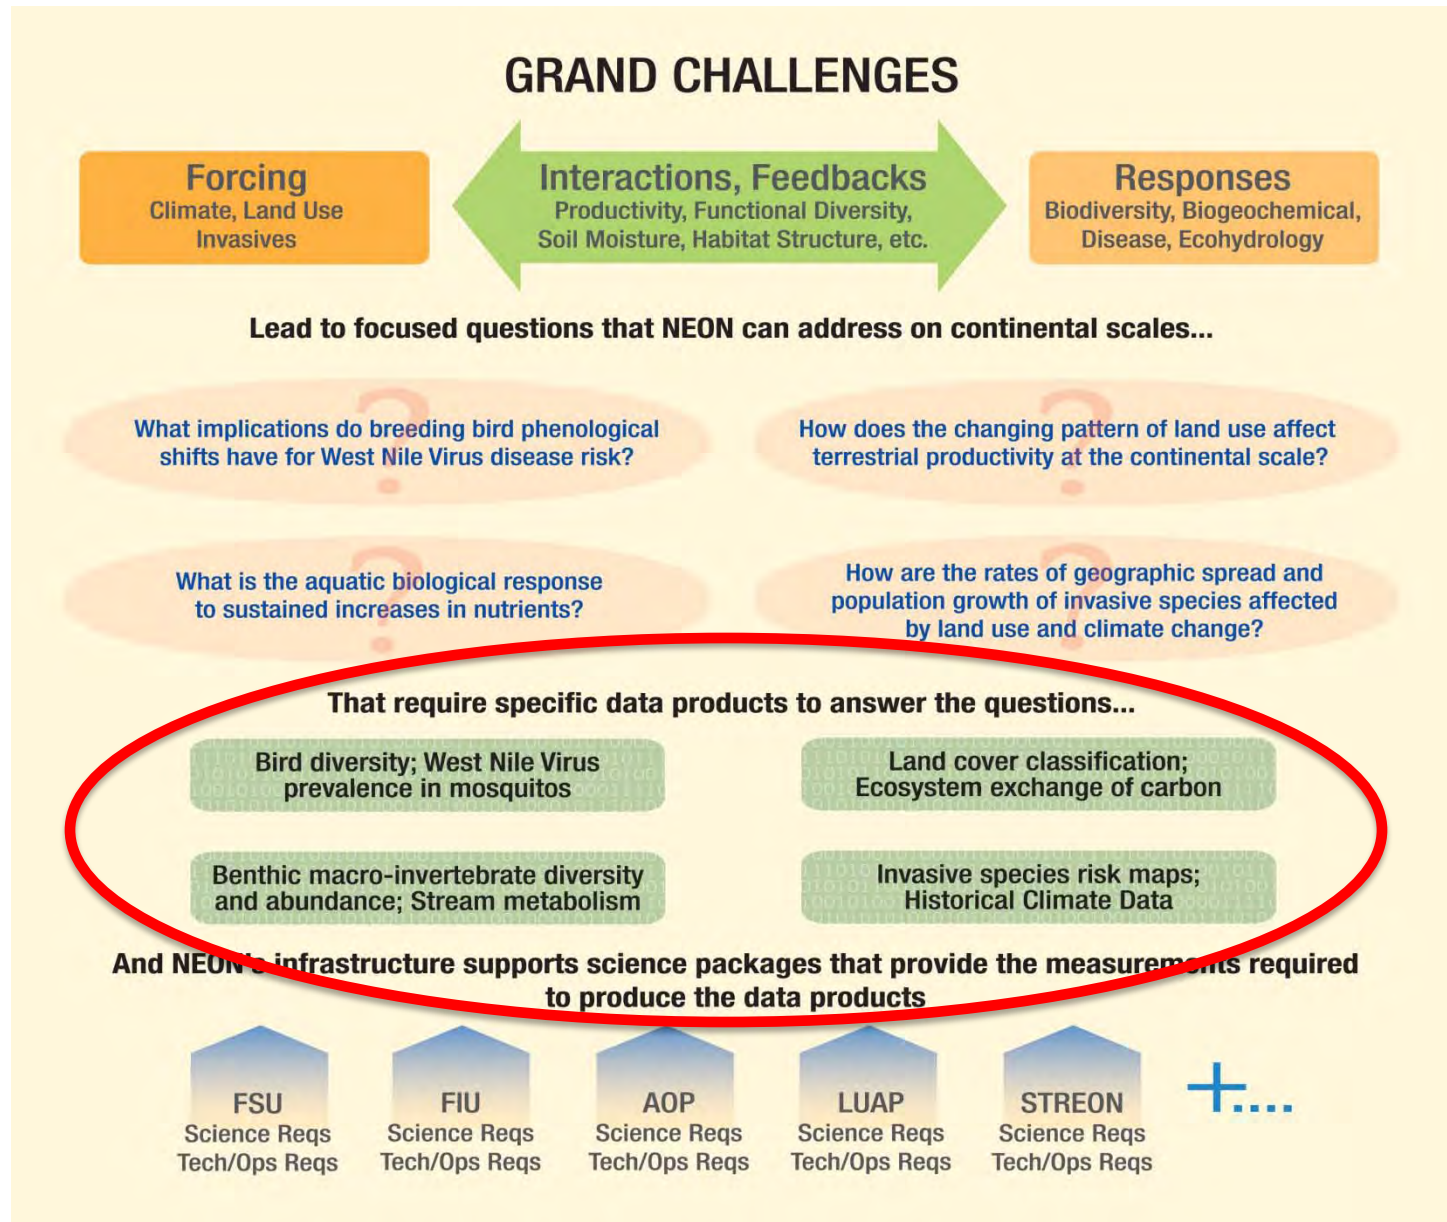 GRAND CHALLENGES
Forcing
Climate, Land Use
Invasives
Interactions, Feedbacks
Productivity, Functional Diversity,
Soil Moisture, Habitat Structure, etc.
Responses
Biodiversity, Biogeochemical,
Disease, Ecohydrology
Lead to focused questions that NEON can address on continental scales...
What implications do breeding bird phenological
shifts have for West Nile Virus disease risk?
How does the changing pattern of land use affect
terrestrial productivity at the continental scale?
What is the aquatic biological response
to sustained increases in nutrients?
How are the rates of geographic spread and
population growth of invasive species affected
by land use and climate change?
That require specific data products to answer the questions...
Bird diversity; West Nile Virus
prevalence in mosquitos
Land cover classification;
Ecosystem exchange of carbon
Benthic macro-invertebrate diversity
and abundance; Stream metabolism
Invasive species risk maps;
Historical Climate Data
And NEON's infrastructure supports science packages that provide the measurements required
to produce the data products
FSU
Science Reqs
Tech/Ops Reqs
FIU
Science Reqs
Tech/Ops Reqs
AOP
Science Reqs
Tech/Ops Reqs
LUAP
Science Reqs
Tech/Ops Reqs
STREON
Science Reqs
Tech/Ops Reqs
+....